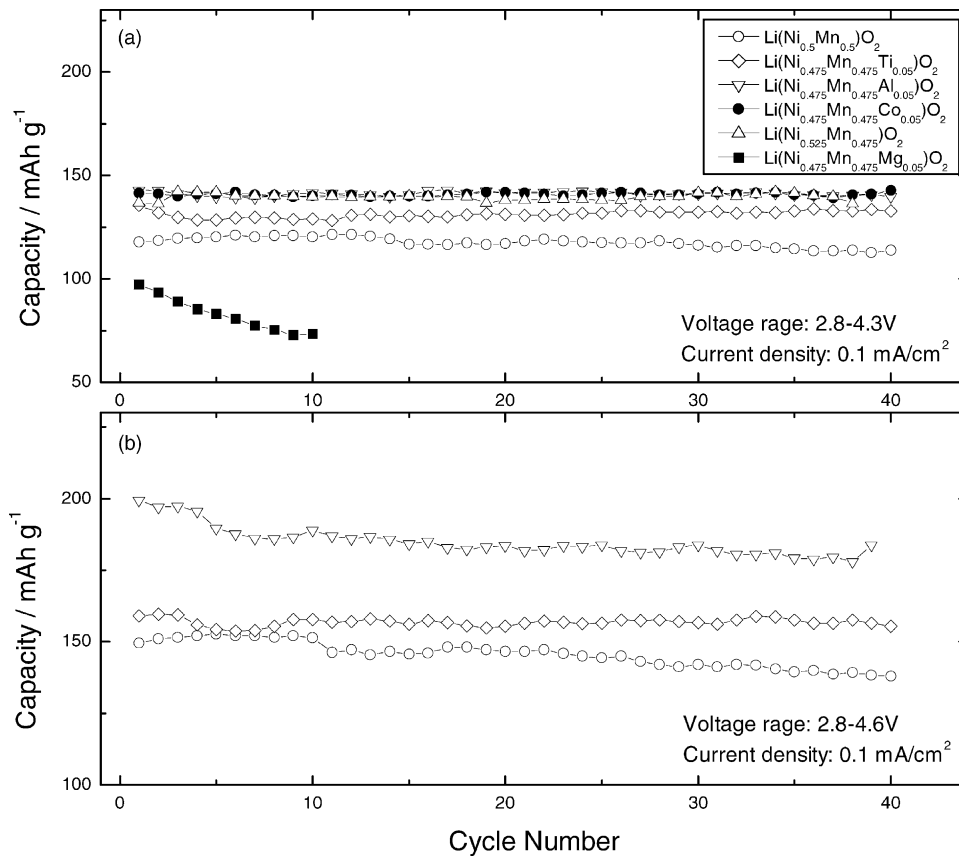 (a)
Li(Ni0.5Mn0.5)O2
Li(Ni0.475Mn0.475Ti0.05)O2
Li(Ni0.475Mn0.475Al0.05)O2
Li(Ni0.475Mn0.475Co0.05)O2
Li(Ni0.525Mn0.475)O2
Li(Ni0.475Mn0.475Mg0.05)O2
200
150
100
50
Capacity / mAh g-1
Voltage rage: 2.8-4.3V
Current density: 0.1 mA/cm2
0 10 20 30 40
(b)
200
150
100
Capacity / mAh g-1
Voltage rage: 2.8-4.6V
Current density: 0.1 mA/cm2
0 10 20 30 40
Cycle Number